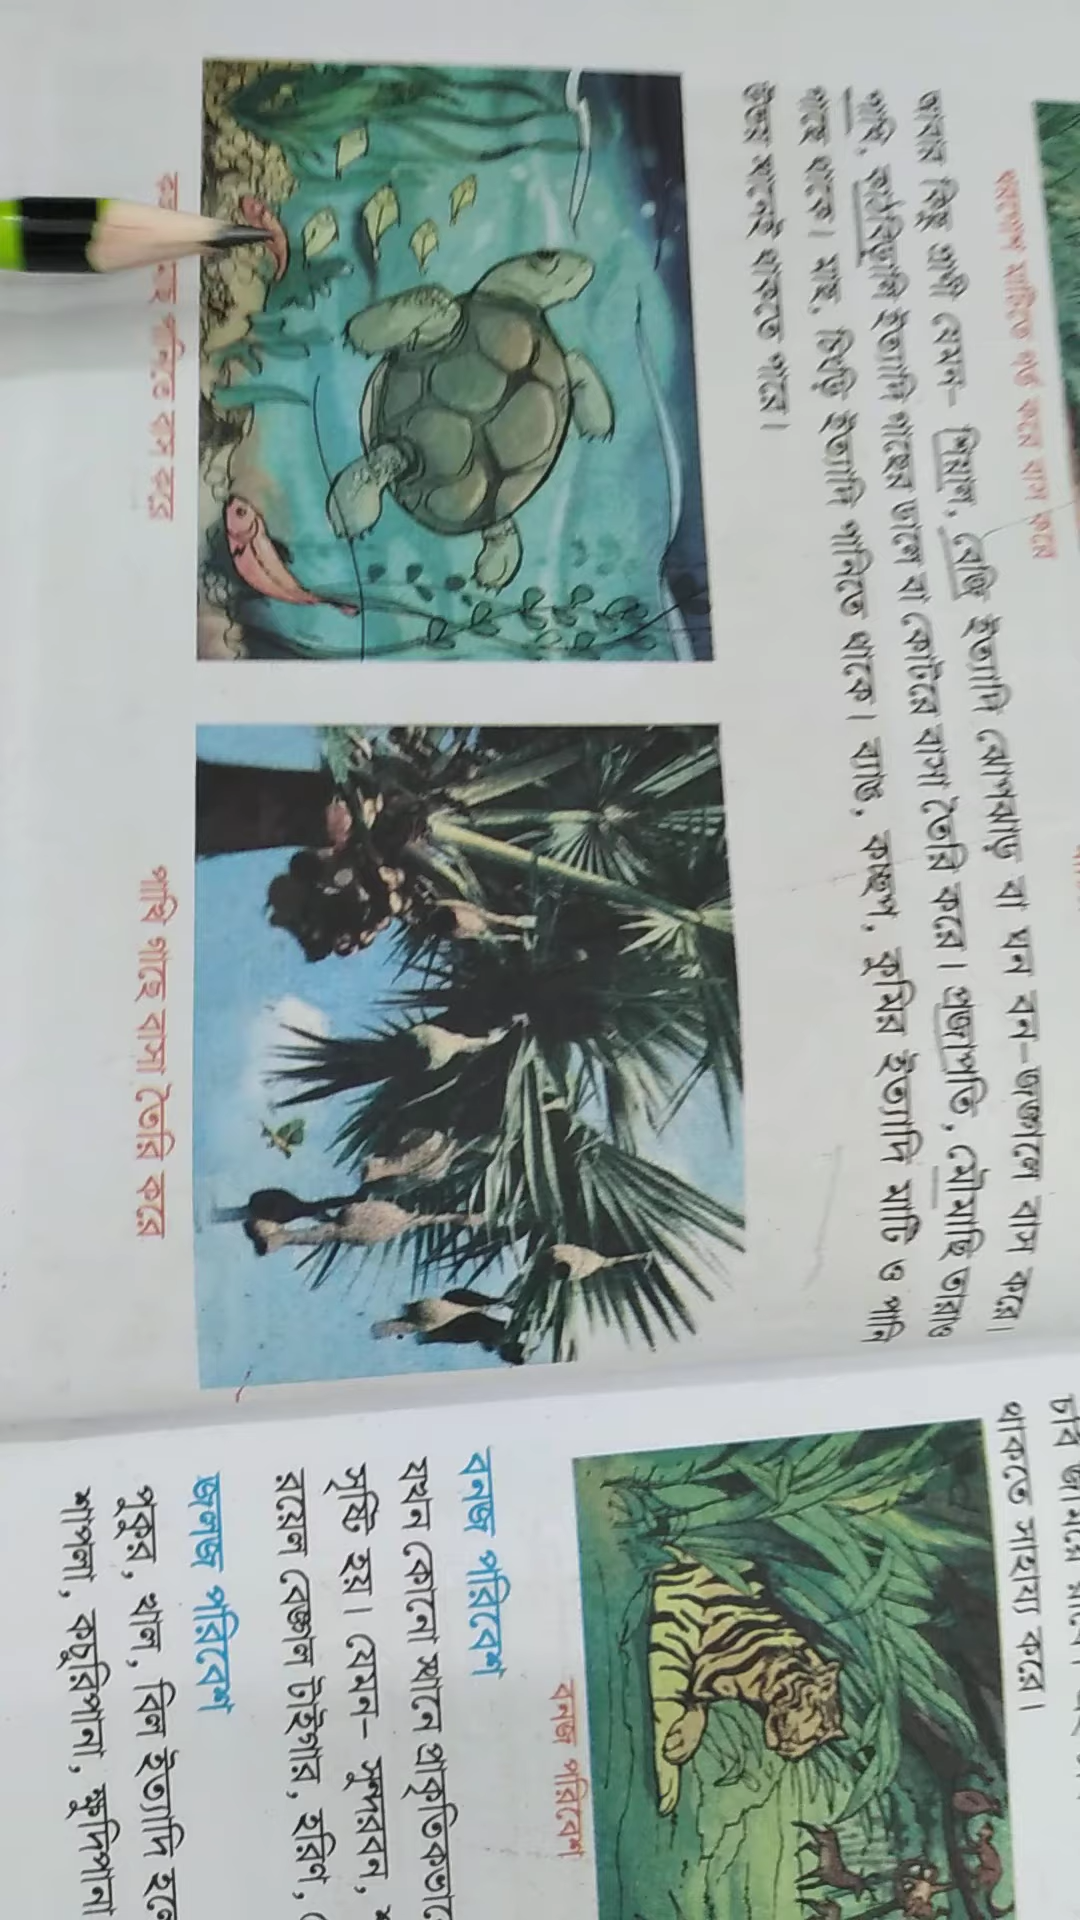 খরগোশ মাটিতে গর্ত করে বাস করে
আবার কিছু প্রাণী যেমন- শিয়াল, বেজি ইত্যাদি ঝোপঝাড় বা ঘন বন-জঙ্গলে বাস করে।
পাখি, কাঠবিড়ালি ইত্যাদি গাছের ডালে বা কোটরে বাসা তৈরি করে। প্রজাপতি, মৌমাছি তারাও
গাছে থাকে। মাছ, চিংড়ি ইত্যাদি পানিতে থাকে। ব্যাঙ, কচ্ছপ, কুমির ইত্যাদি মাটি ও পানি
উভয় স্থানেই থাকতে পারে।
পানিতে বাস করে
পাখি গাছে বাসা তৈরি করে
থাকতে সাহায্য করে।
বনজ পরিবেশ
বনজ পরিবেশ
যখন কোনো স্থানে প্রাকৃতিকভাবে
সৃষ্টি হয়। যেমন- সুন্দরবন,
রয়েল বেঙ্গল টাইগার, হরিণ,
জলজ পরিবেশ
পুকুর, খাল, বিল ইত্যাদি হলো
শাপলা, কচুরিপানা, ক্ষুদিপানা